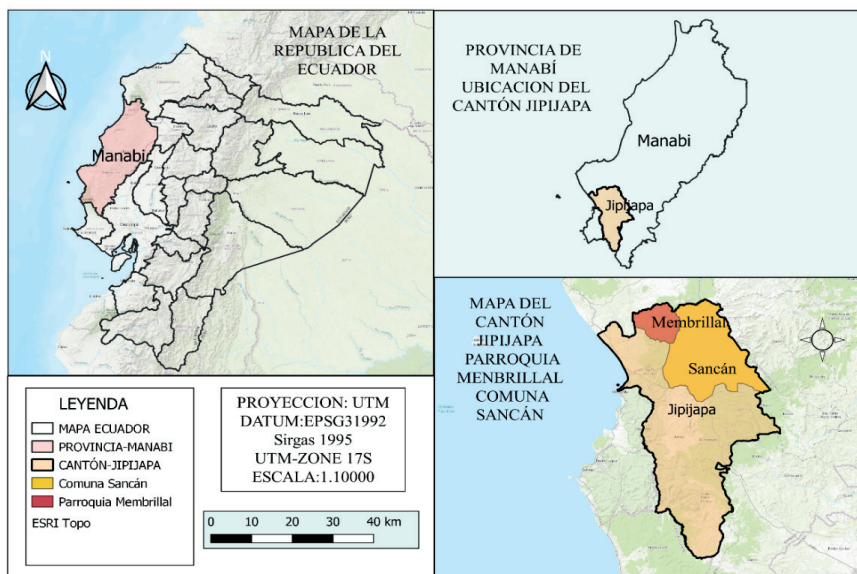 MAPA DE LA
REPUBLICA DEL
ECUADOR
N
Manabi
PROVINCIA DE
MANABÍ
UBICACION DEL
CANTÓN JIPIJAPA
Manabi
Jipijapa
MAPA DEL
CANTÓN
JIPIJAPA
PARROQUIA
MENBRILLAL
COMUNA
SANCÁN
Membrillal
Sancán
Jipijapa
LEYENDA
MAPA ECUADOR
PROVINCIA-MANABI
CANTÓN-JIPIJAPA
Comuna Sancán
Parroquia Membrillal
ESRI Topo
PROYECCION: UTM
DATUM:EPSG31992
Sirgas 1995
UTM-ZONE 17S
ESCALA:1.10000
0 10 20 30 40 km